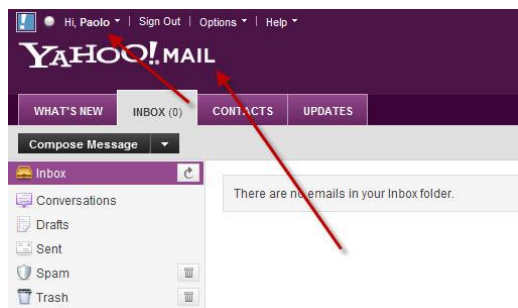 Hi, Paolo | Sign Out | Options | Help
YAHOO! MAIL
WHAT'S NEW INBOX (0) CONTACTS UPDATES
Compose Message
Inbox
There are no emails in your Inbox folder.
Conversations
Drafts
Sent
Spam
Trash